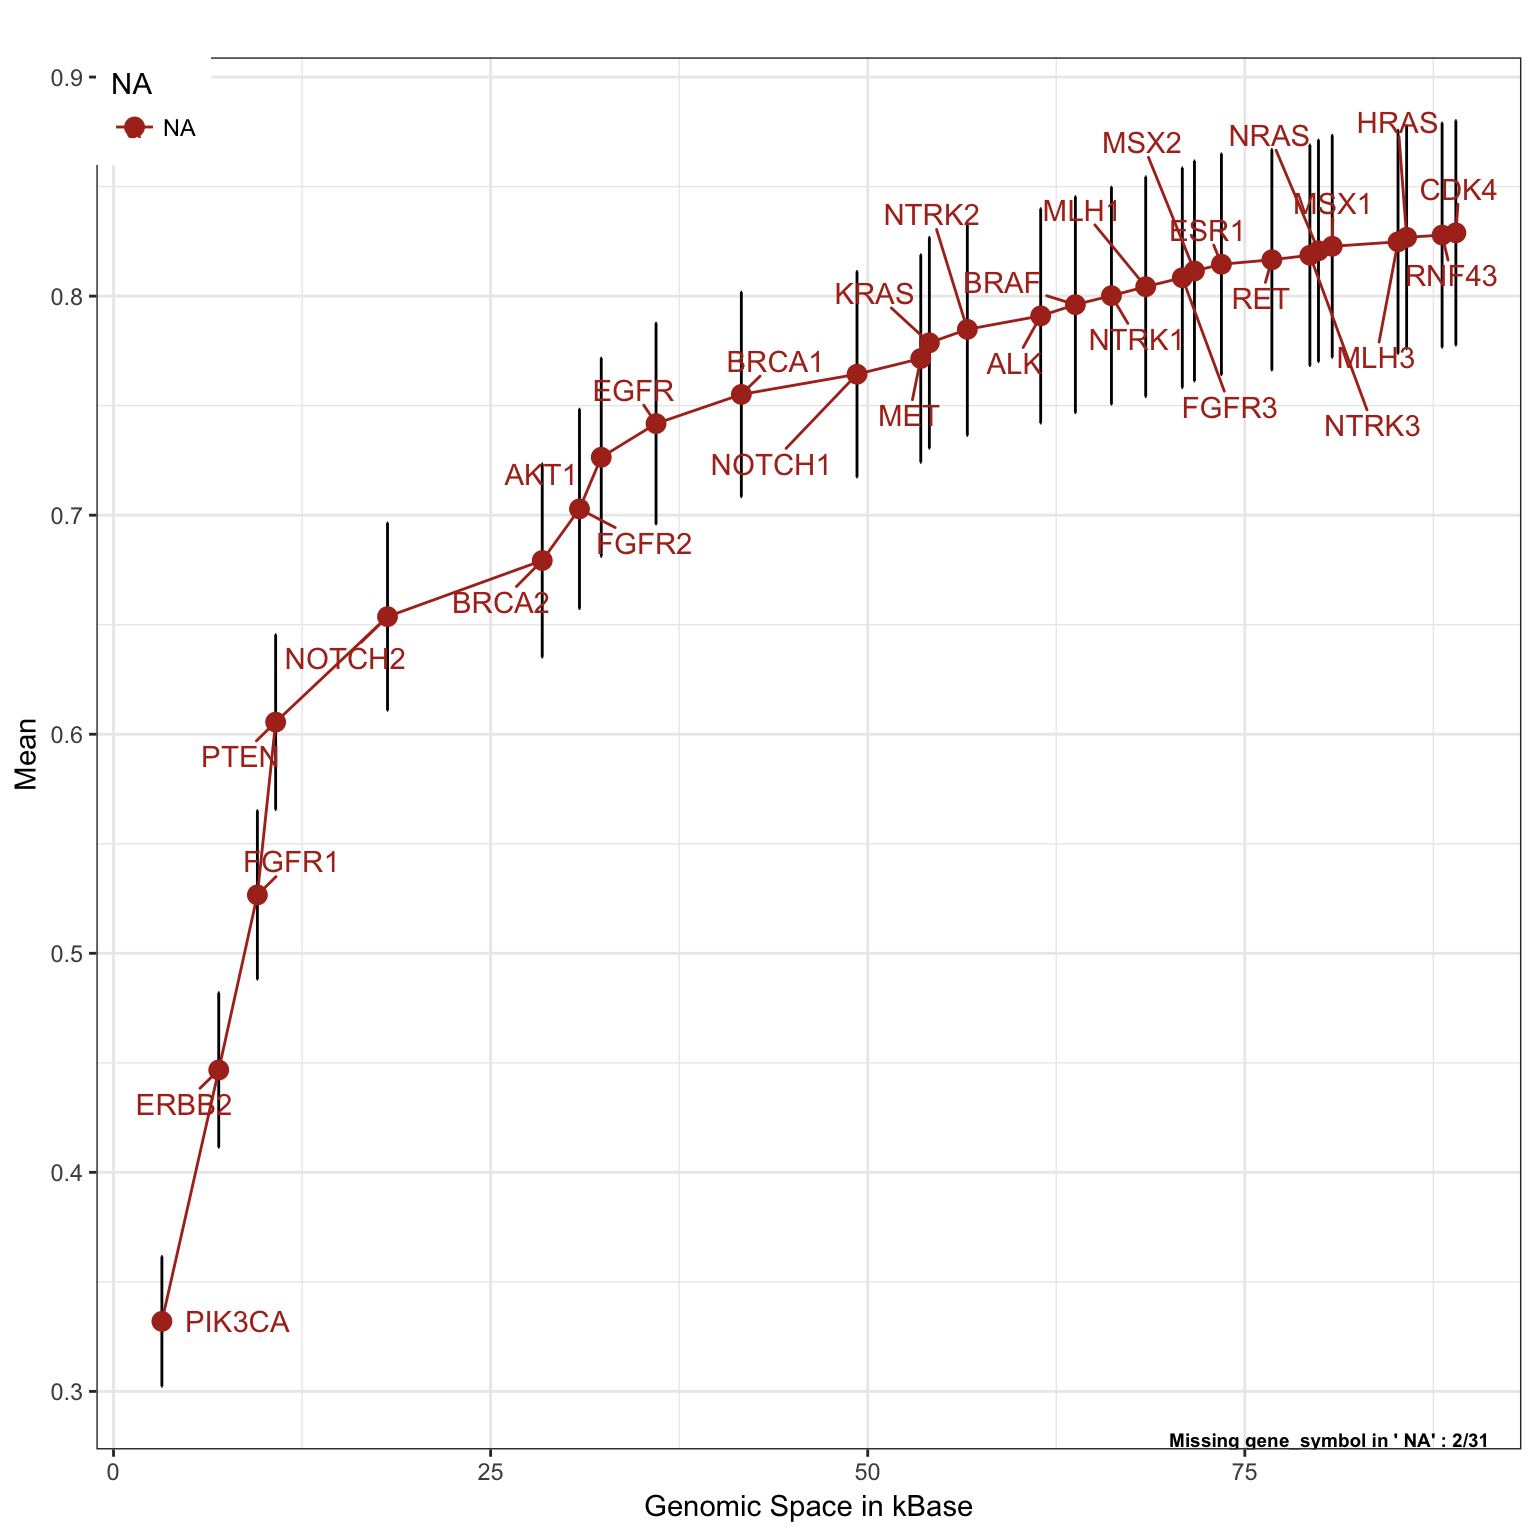 NA
NA
0.9
0.8
0.7
0.6
0.5
0.4
0.3
Mean
HRAS
NRAS
MSX2
CDK4
MSX1
MLH1
NTRK2
ESR1
RNF43
BRAF
KRAS
RET
NTRK1
MLH3
BRCA1
ALK
EGFR
MET
FGFR3
NTRK3
NOTCH1
AKT1
FGFR2
BRCA2
NOTCH2
PTEN
FGFR1
ERBB2
PIK3CA
Missing gene_symbol in ' NA' : 2/31
0 25 50 75
Genomic Space in kBase